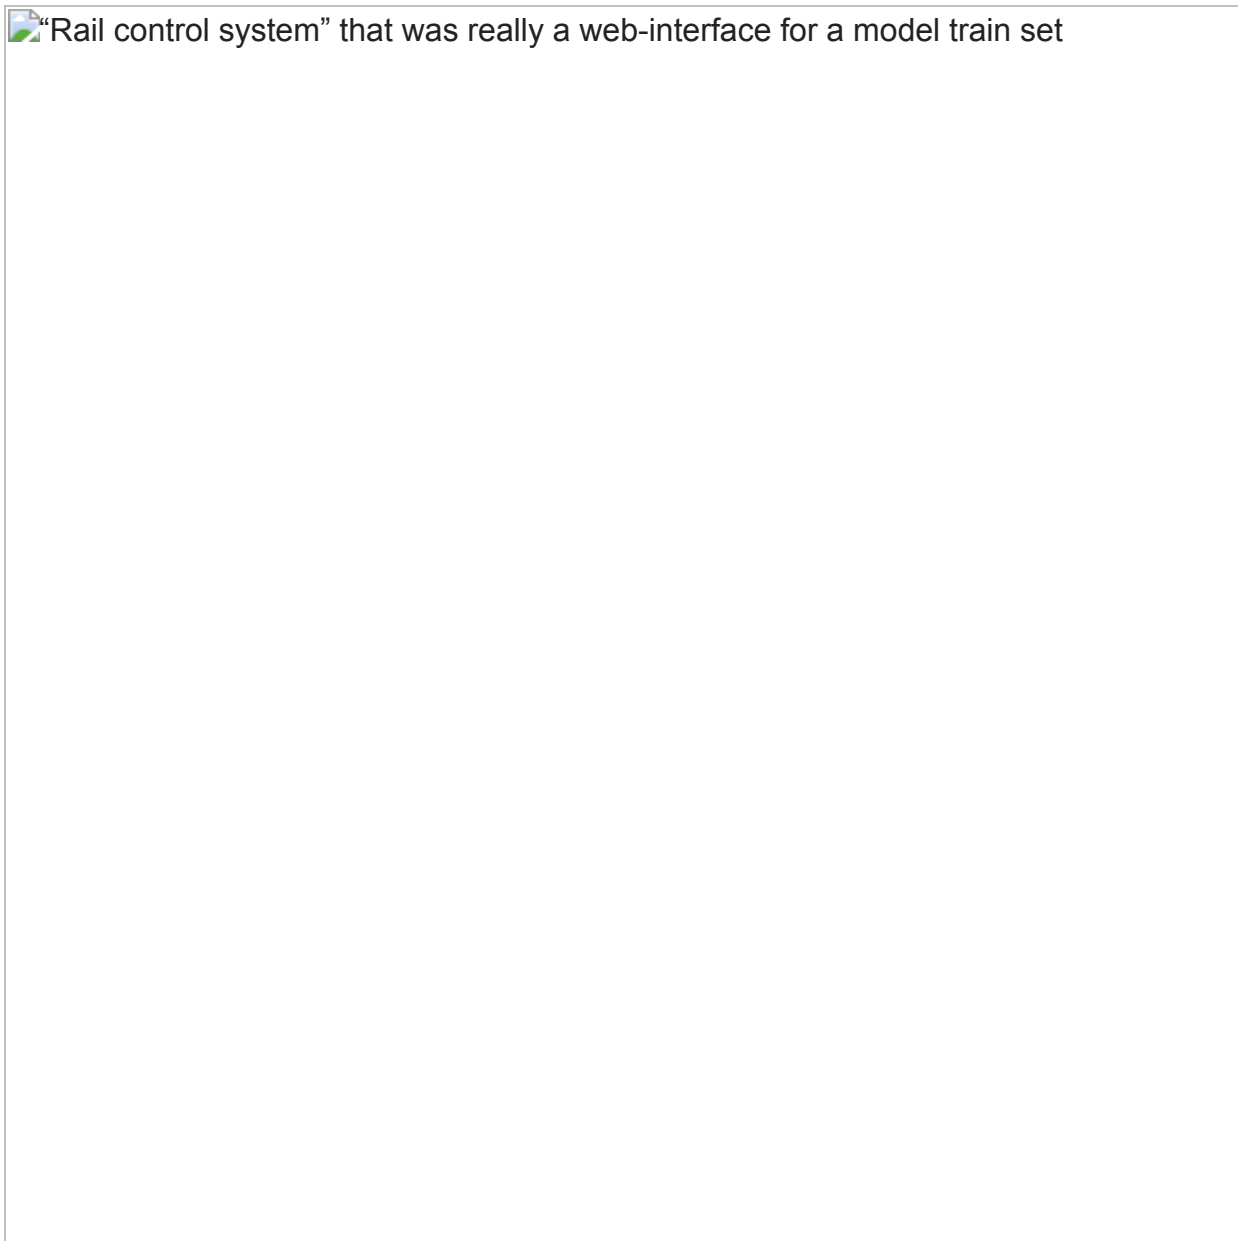 “Rail control system” that was really a web-interface for a model train set